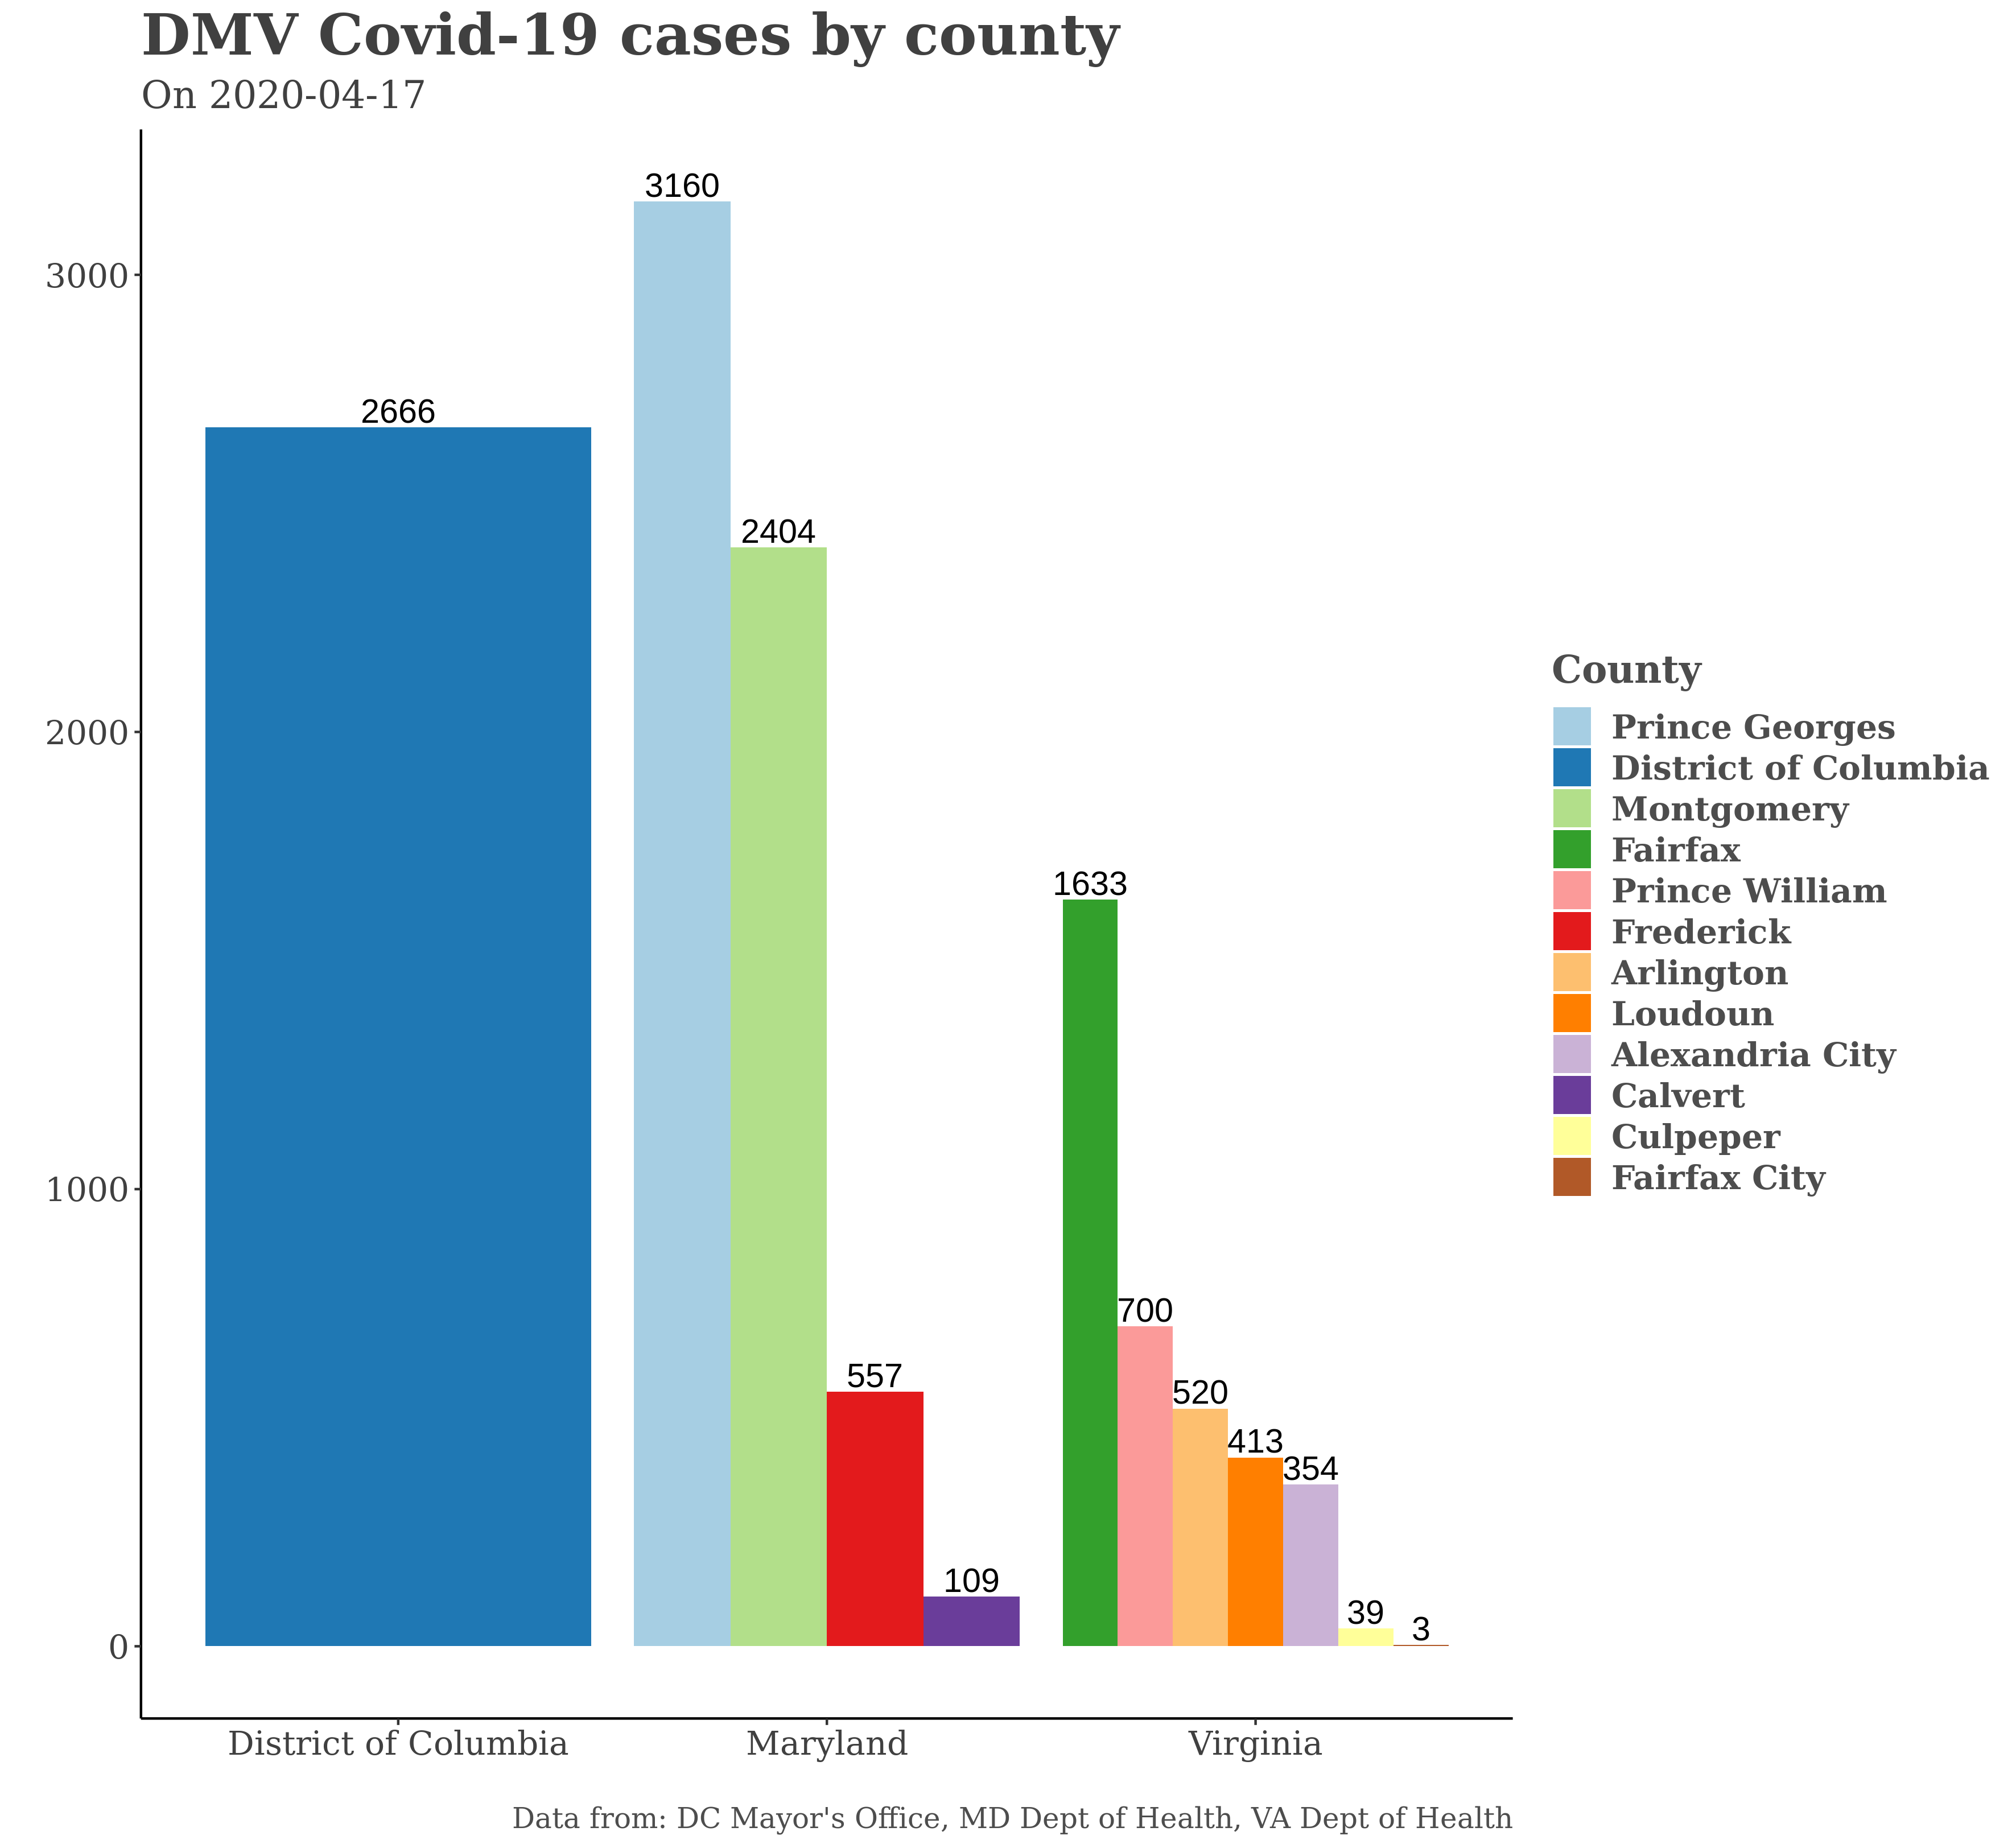 DMV Covid-19 cases by county
On 2020-04-17
3160
3000
2666
2404
2000
1633
1000
700
557
520
413
354
109
39
3
0
County
Prince Georges
District of Columbia
Montgomery
Fairfax
Prince William
Frederick
Arlington
Loudoun
Alexandria City
Calvert
Culpeper
Fairfax City
District of Columbia
Maryland
Virginia
Data from: DC Mayor's Office, MD Dept of Health, VA Dept of Health